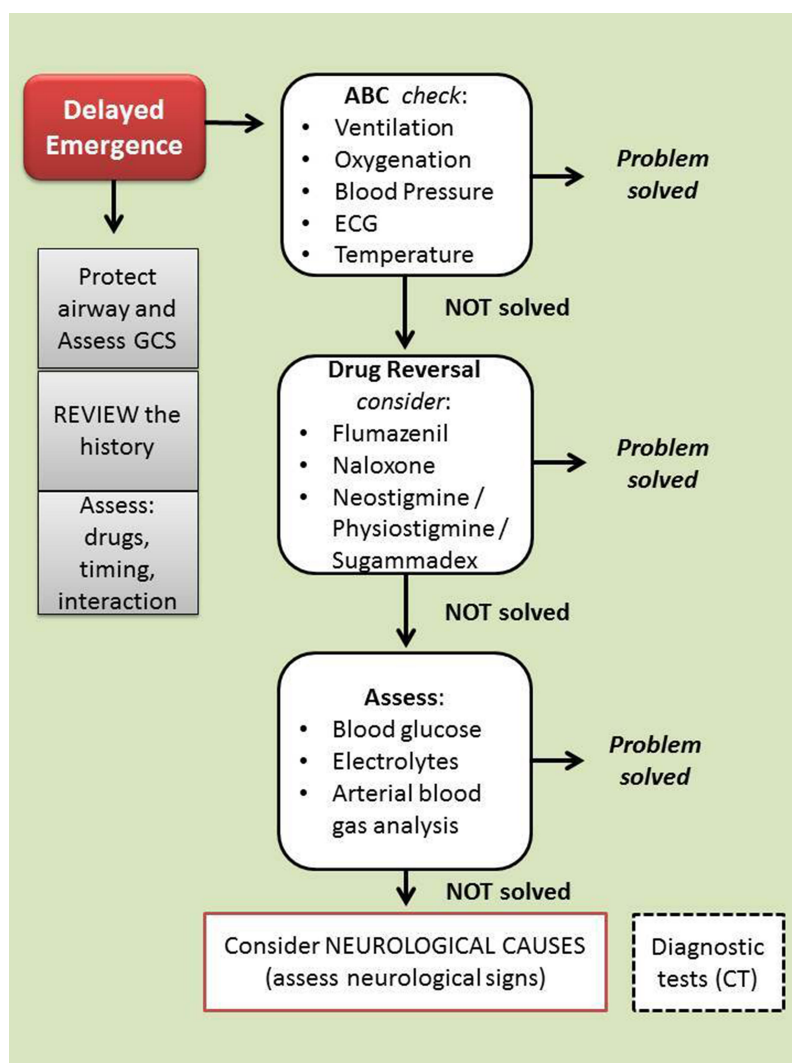 Delayed
Emergence
Protect
airway and
Assess GCS
REVIEW the
history
Assess:
drugs,
timing,
interaction
ABC check:
• Ventilation
• Oxygenation
• Blood Pressure
• ECG
• Temperature
Problem
solved
NOT solved
Drug Reversal
consider:
• Flumazenil
• Naloxone
• Neostigmine /
Physiostigmine /
Sugammadex
Problem
solved
NOT solved
Assess:
• Blood glucose
• Electrolytes
• Arterial blood
gas analysis
Problem
solved
NOT solved
Consider NEUROLOGICAL CAUSES
(assess neurological signs)
Diagnostic
tests (CT)